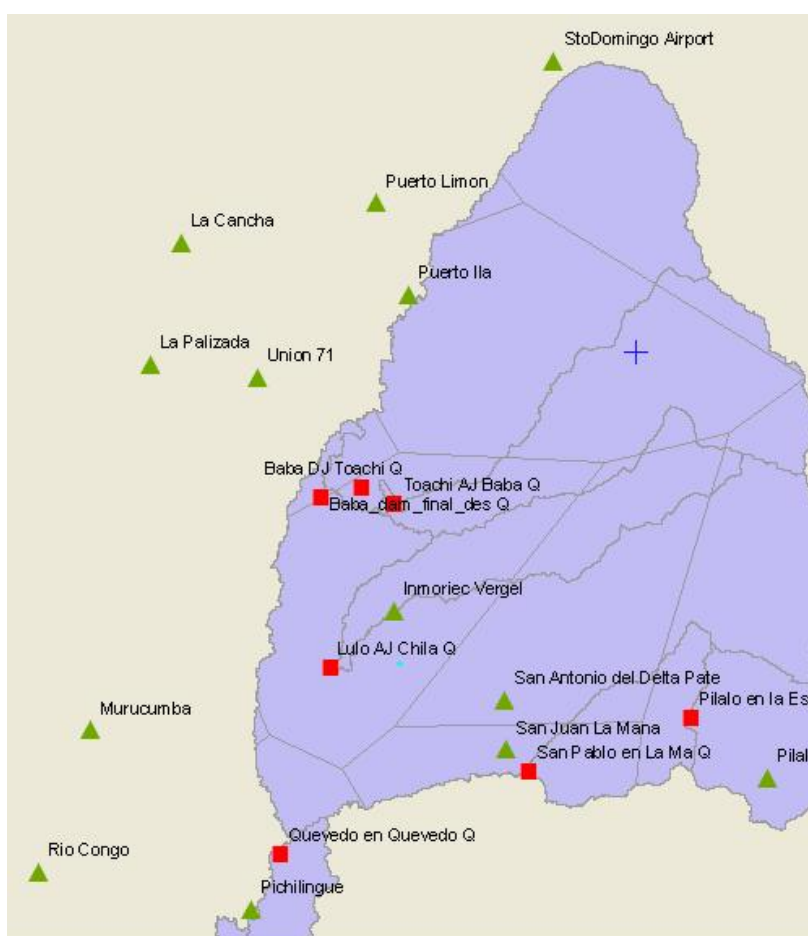 StoDomingo Airport
Puerto Limon
La Cancha
Puerto Ila
La Palizada
Union 71
Baba DJ Toachi Q
Toachi AJ Baba Q
Baba_dam_final_des Q
Inmoriec Vergel
Lulo AJ Chila Q
San Antonio del Delta Pate
Pilalo en la Es
Murucumba
San Juan La Mana
San Pablo en La Ma Q
Pilal
Quevedo en Quevedo Q
Rio Congo
Pichilingue